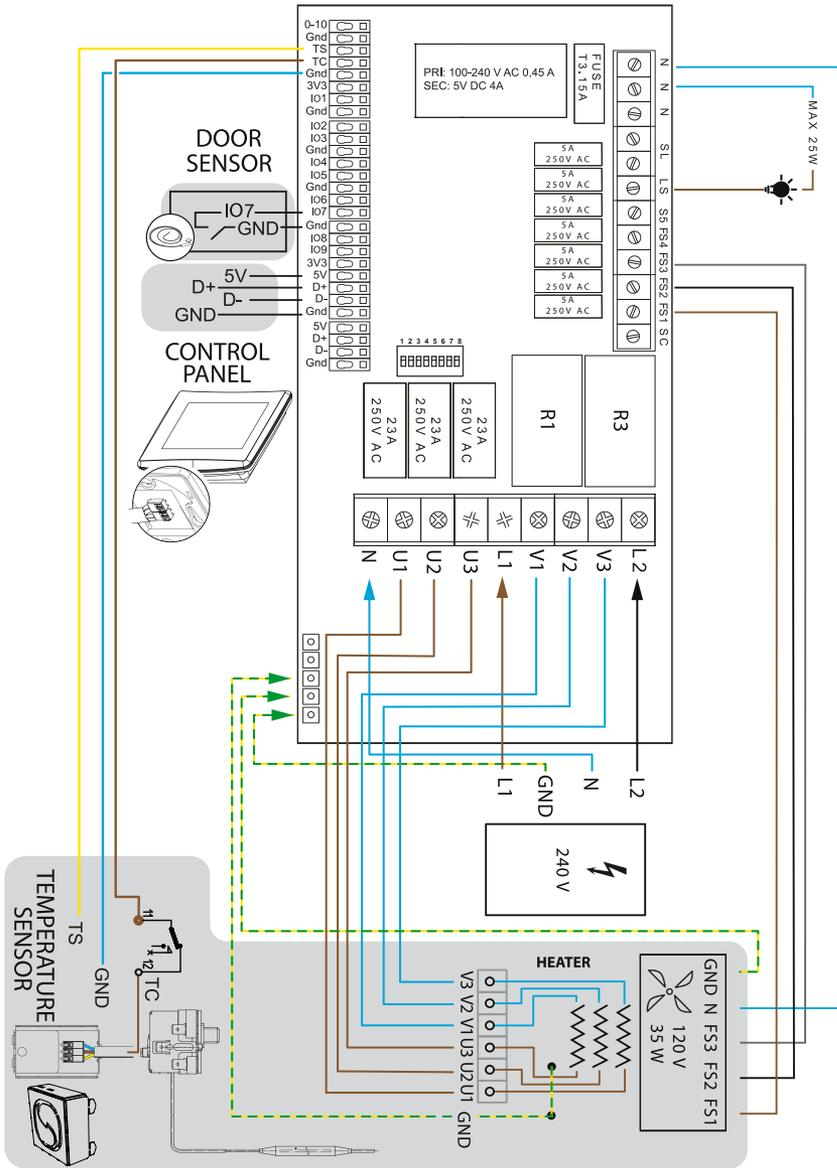 0-10
Gnd
TS
TC
Gnd
3V3
IO1
Gnd
IO2
IO3
Gnd
IO4
IO5
Gnd
IO6
IO7
Gnd
IO8
IO9
3V3
5V
D+
D-
Gnd
5V
D+
D-
Gnd
PRI: 100-240 V AC 0,45 A
SEC: 5V DC 4A
FUSE
T3.15A
N
N
N
SL
LS
S5
FS4
FS3
FS2
FS1
SC
MAX 25W
5A
250V AC
5A
250V AC
5A
250V AC
5A
250V AC
5A
250V AC
5A
250V AC
5A
250V AC
DOOR
SENSOR
IO7
GND
5V
D+
D-
GND
CONTROL
PANEL
1 2 3 4 5 6 7 8
23A
250V AC
23A
250V AC
23A
250V AC
R1
R3
N
U1
U2
U3
L1
V1
V2
V3
L2
L1
GND
N
L2
240 V
TEMPERATURE
SENSOR
TS
GND
11
12
TC
HEATER
V3
V2
V1
U3
U2
U1
GND
GND
N
FS3
FS2
FS1
120 V
35 W